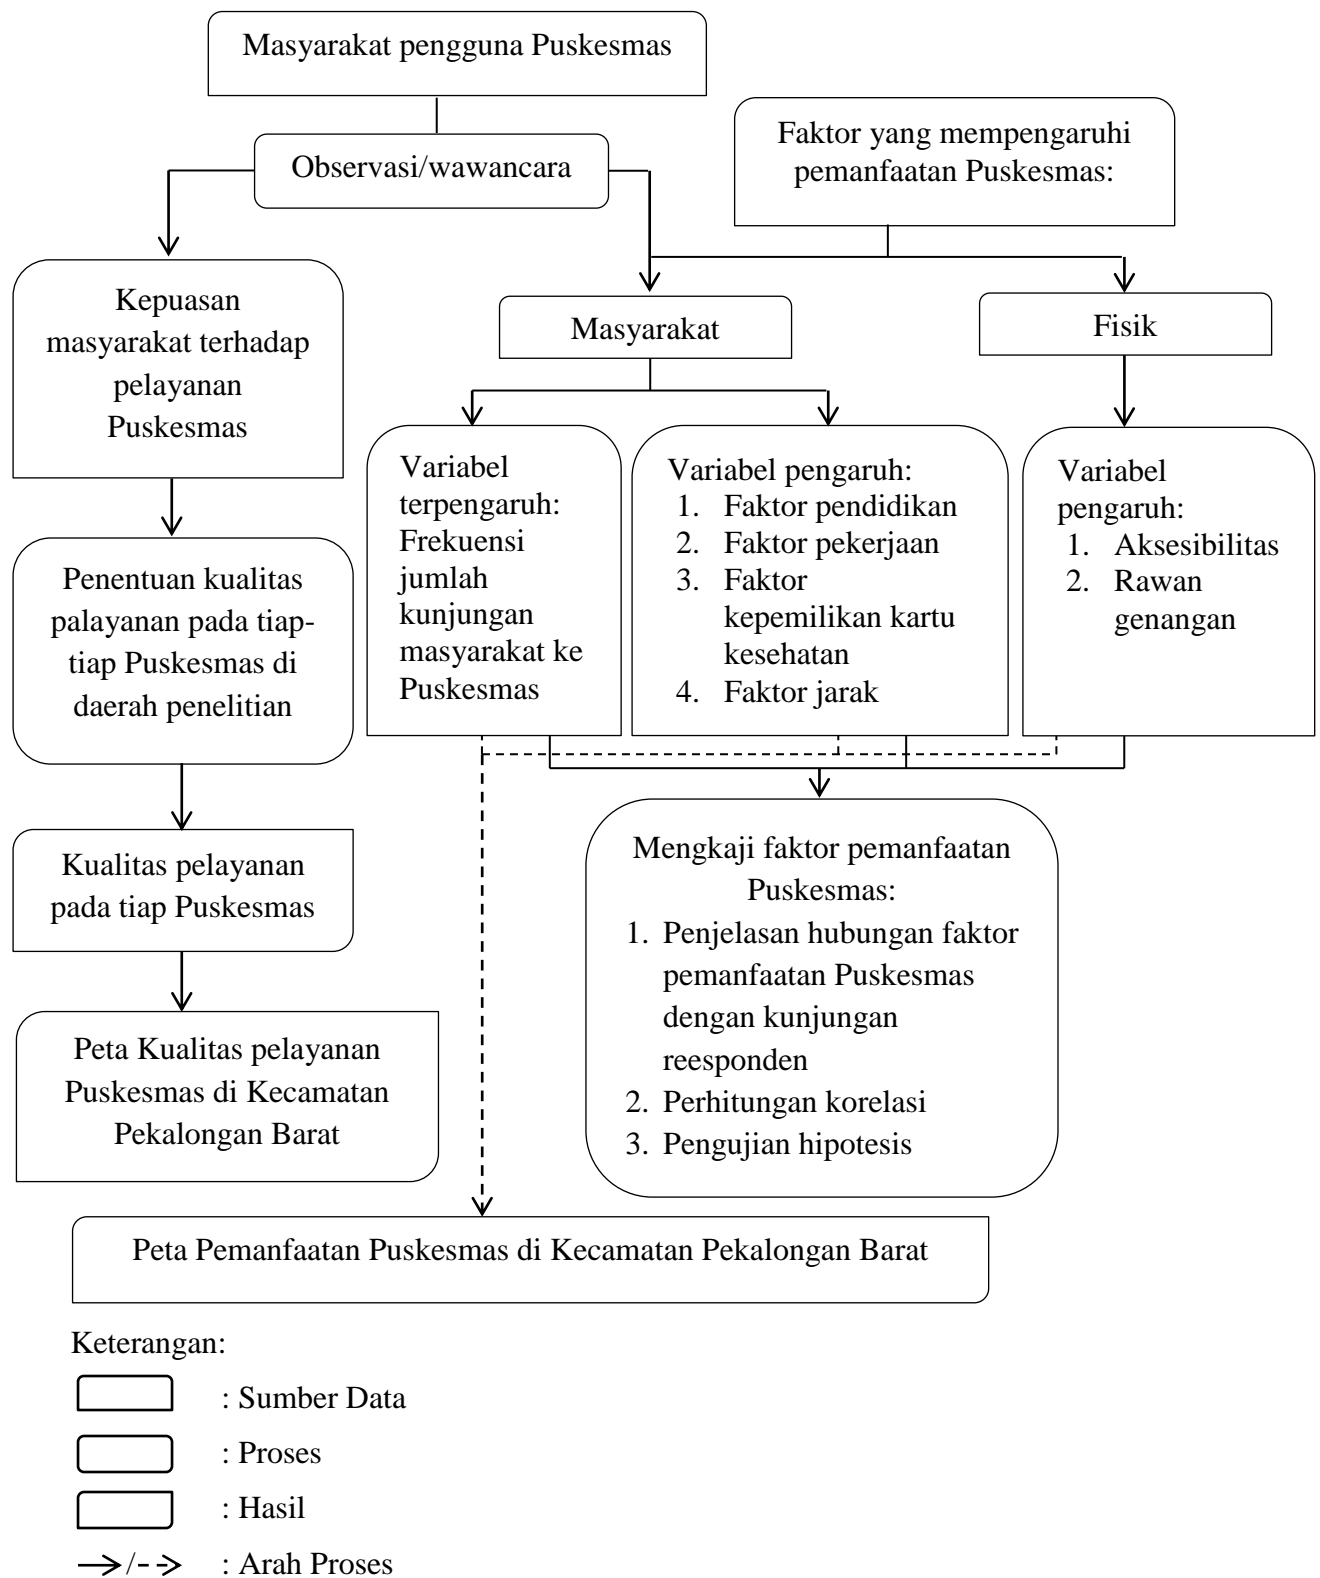 Masyarakat pengguna Puskesmas
Observasi/wawancara
Faktor yang mempengaruhi
pemanfaatan Puskesmas:
Kepuasan
masyarakat terhadap
pelayanan
Puskesmas
Masyarakat
Fisik
Variabel
terpengaruh:
Frekuensi
jumlah
kunjungan
masyarakat ke
Puskesmas
Variabel pengaruh:
1. Faktor pendidikan
2. Faktor pekerjaan
3. Faktor
kepemilikan kartu
kesehatan
4. Faktor jarak
Variabel
pengaruh:
1. Aksesibilitas
2. Rawan
genangan
Penentuan kualitas
palayanan pada tiap-
tiap Puskesmas di
daerah penelitian
Kualitas pelayanan
pada tiap Puskesmas
Peta Kualitas pelayanan
Puskesmas di Kecamatan
Pekalongan Barat
Mengkaji faktor pemanfaatan
Puskesmas:
1. Penjelasan hubungan faktor
pemanfaatan Puskesmas
dengan kunjungan
reesponden
2. Perhitungan korelasi
3. Pengujian hipotesis
Peta Pemanfaatan Puskesmas di Kecamatan Pekalongan Barat
Keterangan:
: Sumber Data
: Proses
: Hasil
/ : Arah Proses